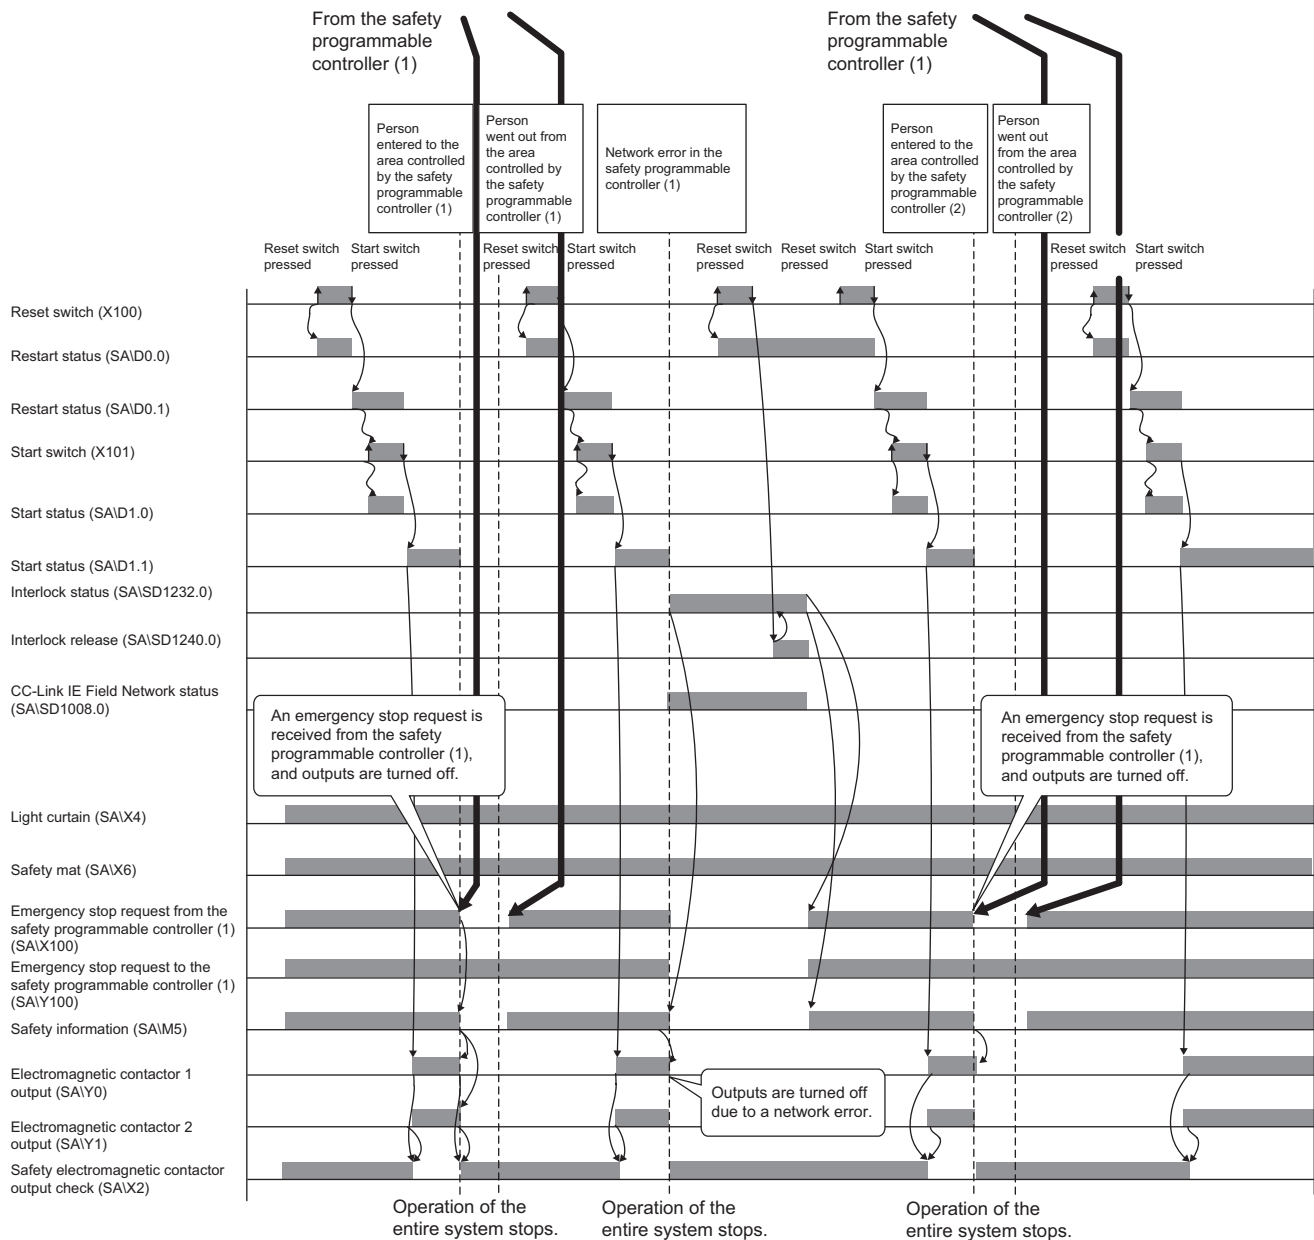 From the safety
programmable
controller (1)
From the safety
programmable
controller (1)
Person
entered to the
area controlled
by the safety
programmable
controller (1)
Person
went out from
the area
controlled by
the safety
programmable
controller (1)
Network error in the
safety programmable
controller (1)
Person
entered to the
area controlled
by the safety
programmable
controller (2)
Person
went out
from the area
controlled by
the safety
programmable
controller (2)
Reset switch
pressed
Start switch
pressed
Reset switch
pressed
Start switch
pressed
Reset switch
pressed
Reset switch
pressed
Start switch
pressed
Reset switch
pressed
Start switch
pressed
Reset switch (X100)
Restart status (SA\D0.0)
Restart status (SA\D0.1)
Start switch (X101)
Start status (SA\D1.0)
Start status (SA\D1.1)
Interlock status (SA\SD1232.0)
Interlock release (SA\SD1240.0)
CC-Link IE Field Network status
(SA\SD1008.0)
An emergency stop request is
received from the safety
programmable controller (1),
and outputs are turned off.
An emergency stop request is
received from the safety
programmable controller (1),
and outputs are turned off.
Light curtain (SA\X4)
Safety mat (SA\X6)
Emergency stop request from the
safety programmable controller (1)
(SA\X100)
Emergency stop request to the
safety programmable controller (1)
(SA\Y100)
Safety information (SA\M5)
Electromagnetic contactor 1
output (SA\Y0)
Outputs are turned off
due to a network error.
Electromagnetic contactor 2
output (SA\Y1)
Safety electromagnetic contactor
output check (SA\X2)
Operation of the
entire system stops.
Operation of the
entire system stops.
Operation of the
entire system stops.